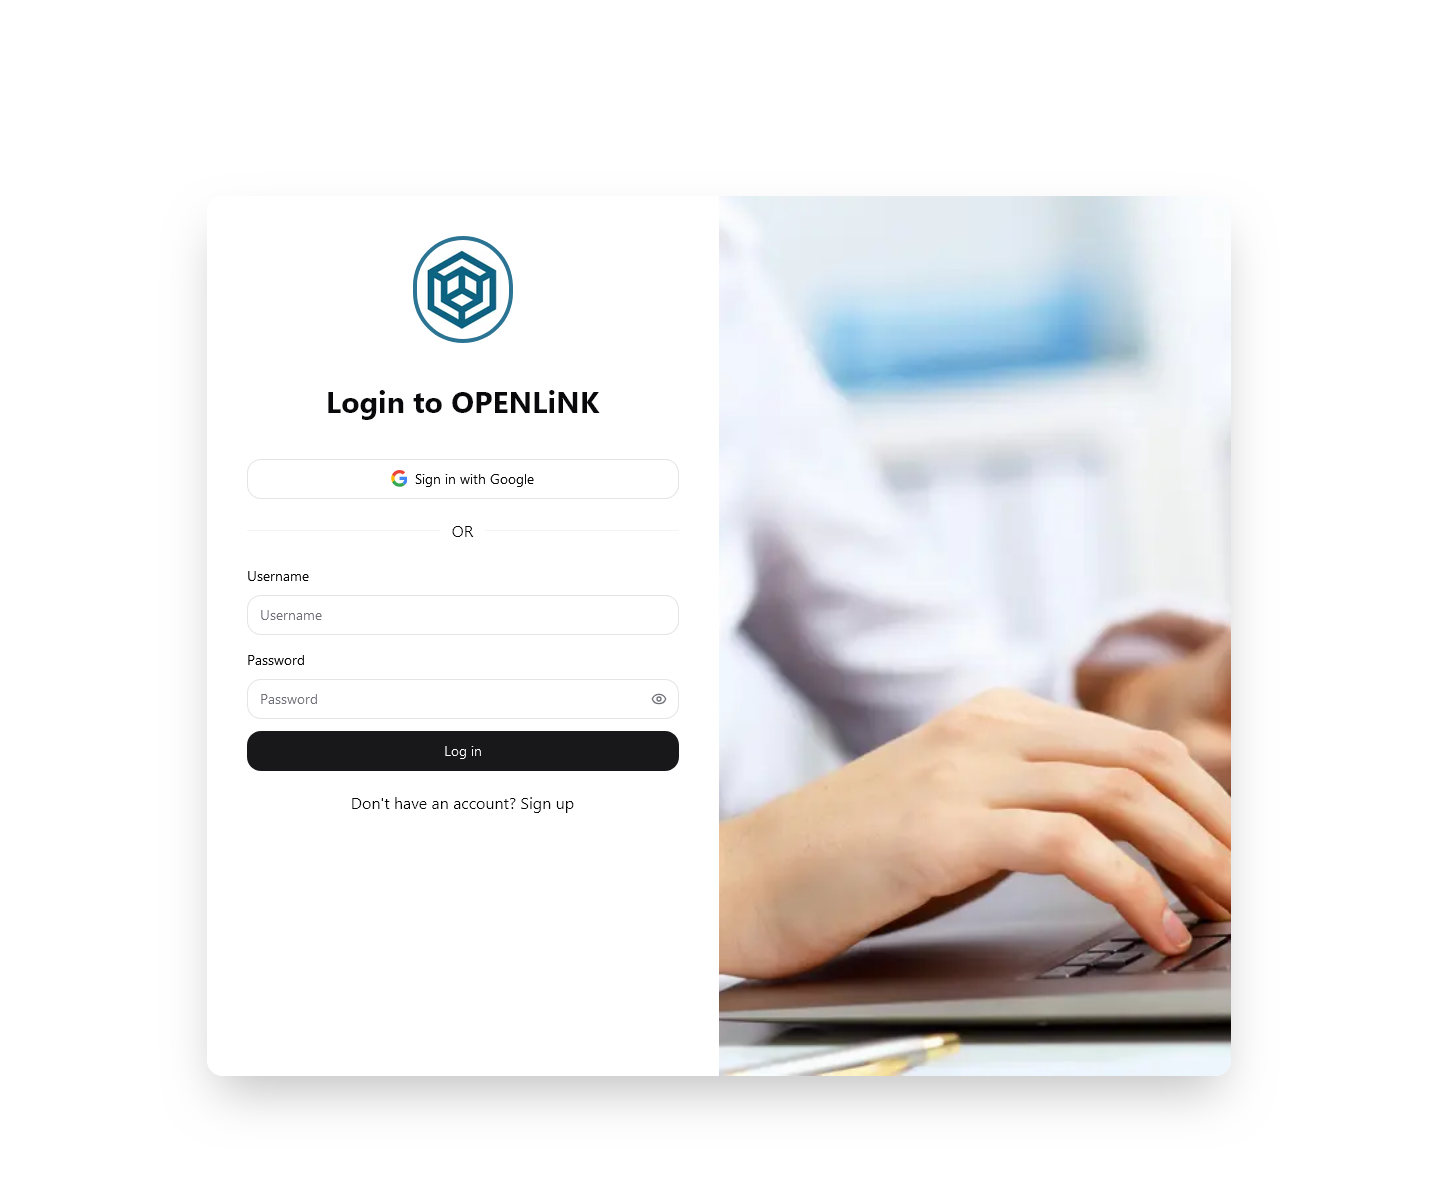 Login to OPENLiNK
Sign in with Google
OR
Username
Username
Password
Password
Log in
Don't have an account? Sign up